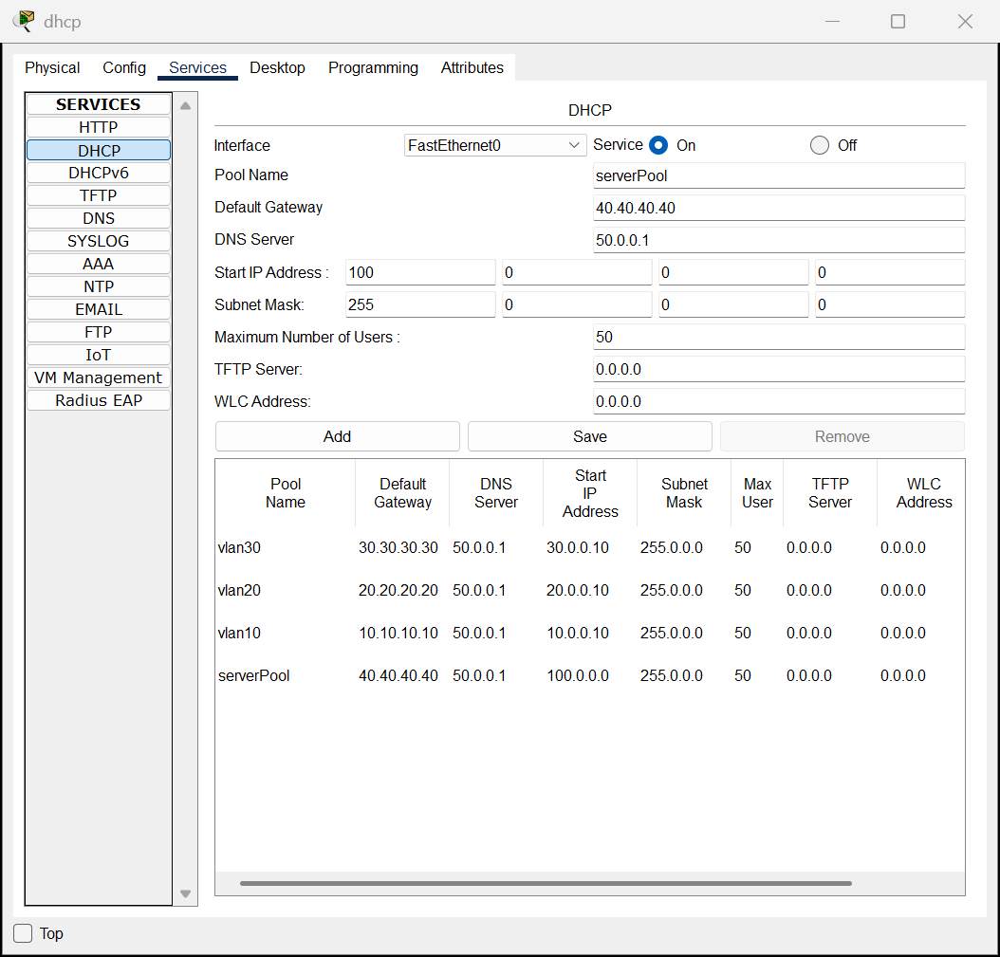 dhcp
Physical Config Services Desktop Programming Attributes
SERVICES
HTTP
DHCP
DHCPv6
TFTP
DNS
SYSLOG
AAA
NTP
EMAIL
FTP
IoT
VM Management
Radius EAP
DHCP
Interface FastEthernet0 Service On Off
Pool Name serverPool
Default Gateway 40.40.40.40
DNS Server 50.0.0.1
Start IP Address : 100 0 0 0
Subnet Mask: 255 0 0 0
Maximum Number of Users : 50
TFTP Server: 0.0.0.0
WLC Address: 0.0.0.0
Add Save Remove
Pool Name Default Gateway DNS Server Start IP Address Subnet Mask Max User TFTP Server WLC Address
vlan30 30.30.30.30 50.0.0.1 30.0.0.10 255.0.0.0 50 0.0.0.0 0.0.0.0
vlan20 20.20.20.20 50.0.0.1 20.0.0.10 255.0.0.0 50 0.0.0.0 0.0.0.0
vlan10 10.10.10.10 50.0.0.1 10.0.0.10 255.0.0.0 50 0.0.0.0 0.0.0.0
serverPool 40.40.40.40 50.0.0.1 100.0.0.0 255.0.0.0 50 0.0.0.0 0.0.0.0
Top